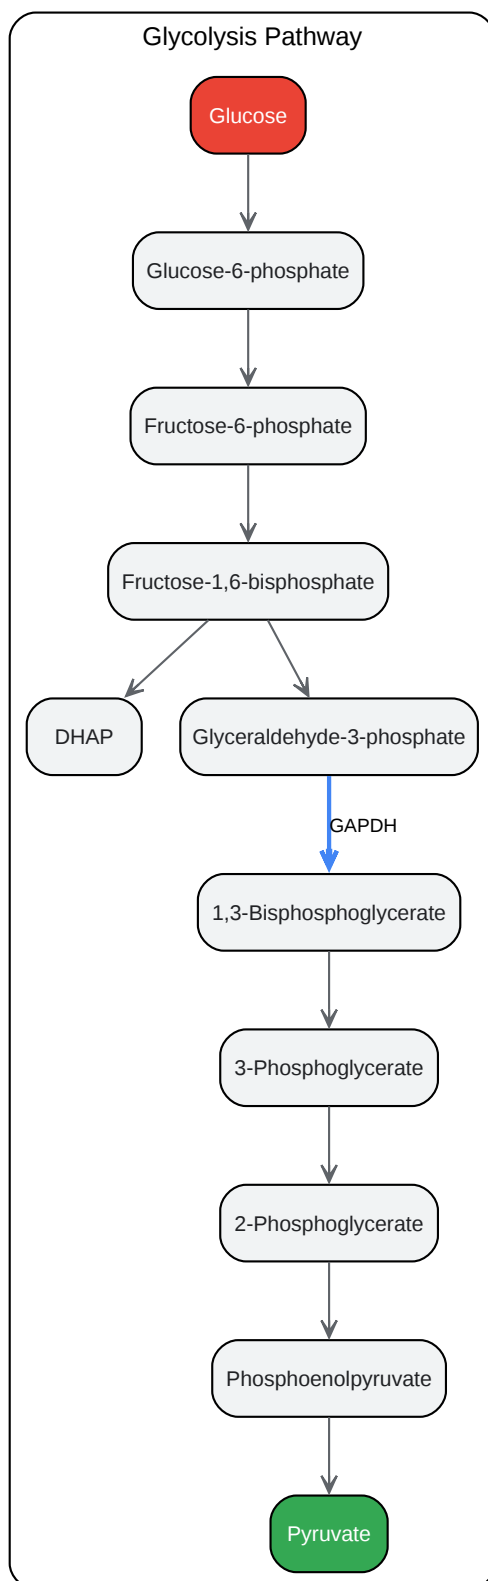 Glycolysis Pathway
Glucose
Glucose-6-phosphate
Fructose-6-phosphate
Fructose-1,6-bisphosphate
DHAP
Glyceraldehyde-3-phosphate
GAPDH
1,3-Bisphosphoglycerate
3-Phosphoglycerate
2-Phosphoglycerate
Phosphoenolpyruvate
Pyruvate